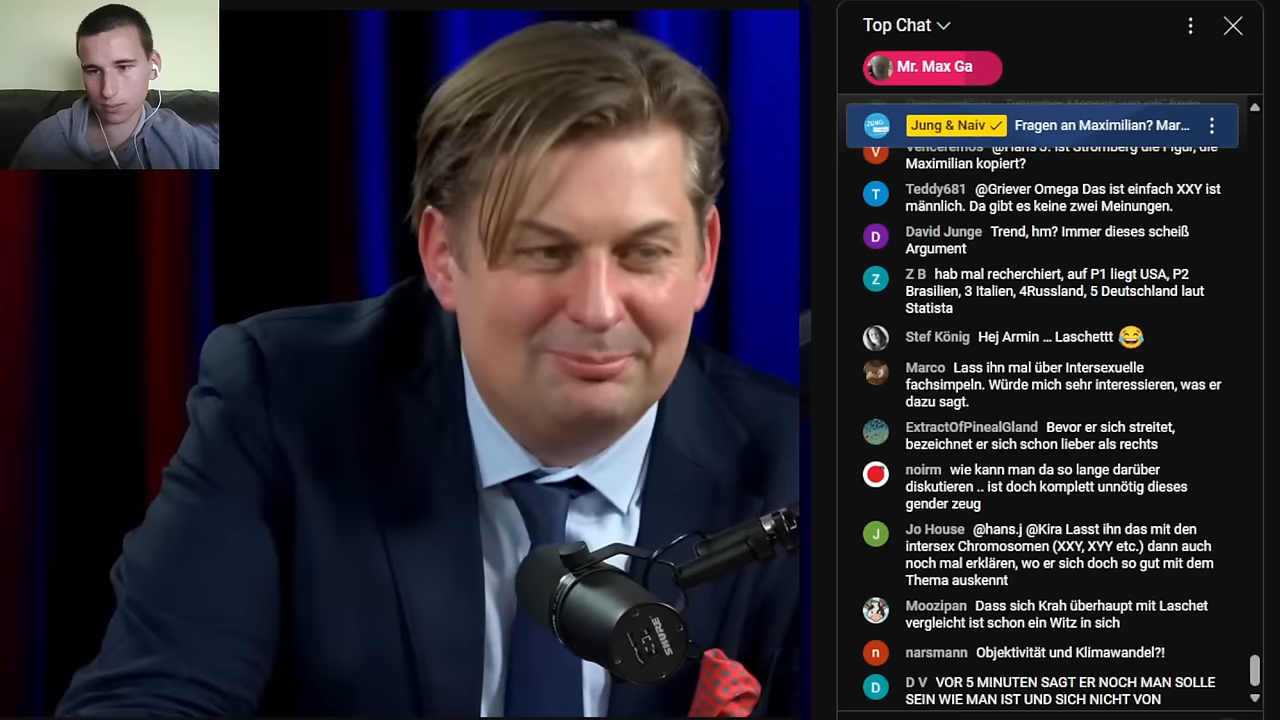 Top Chat
Mr. Max Ga
Jung & Naiv Fragen an Maximilian? Mar...
Venceremos @Hans J. Ist Stromberg die Figur, die
Maximilian kopiert?
Teddy681 @Griever Omega Das ist einfach XXY ist
männlich. Da gibt es keine zwei Meinungen.
David Junge Trend, hm? Immer dieses scheiß
Argument
Z B hab mal recherchiert, auf P1 liegt USA, P2
Brasilien, 3 Italien, 4Russland, 5 Deutschland laut
Statista
Stef König Hej Armin ... Laschettt 😂
Marco Lass ihn mal über Intersexuelle
fachsimpeln. Würde mich sehr interessieren, was er
dazu sagt.
ExtractOfPinealGland Bevor er sich streitet,
bezeichnet er sich schon lieber als rechts
noirm wie kann man da so lange darüber
diskutieren .. ist doch komplett unnötig dieses
gender zeug
Jo House @hans.j @Kira Lasst ihn das mit den
intersex Chromosomen (XXY, XYY etc.) dann auch
noch mal erklären, wo er sich doch so gut mit dem
Thema auskennt
Moozipan Dass sich Krah überhaupt mit Laschet
vergleicht ist schon ein Witz in sich
narsmann Objektivität und Klimawandel?!
D V VOR 5 MINUTEN SAGT ER NOCH MAN SOLLE
SEIN WIE MAN IST UND SICH NICHT VON
SHURE